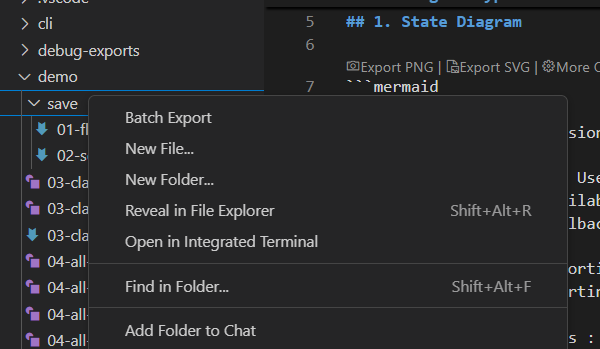 .vscode
cli
debug-exports
demo
save
01-fl
02-s
03-cla
03-cla
03-cla
04-all-
04-all-
04-all-
04-all-
Batch Export
New File...
New Folder...
Reveal in File Explorer Shift+Alt+R
Open in Integrated Terminal
Find in Folder... Shift+Alt+F
Add Folder to Chat
5 ## 1. State Diagram
6
Export PNG | Export SVG | More O
7 ```mermaid
sion
Use
ilab
lbac
orti
rtin
s :